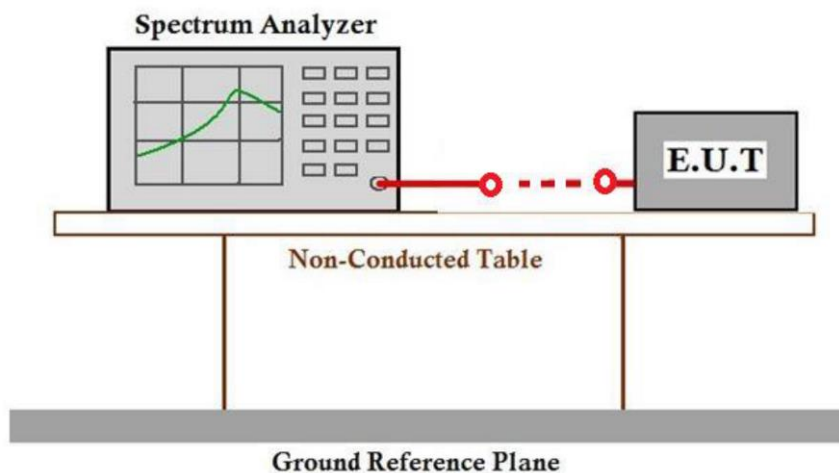 Spectrum Analyzer
E.U.T
Non-Conducted Table
Ground Reference Plane